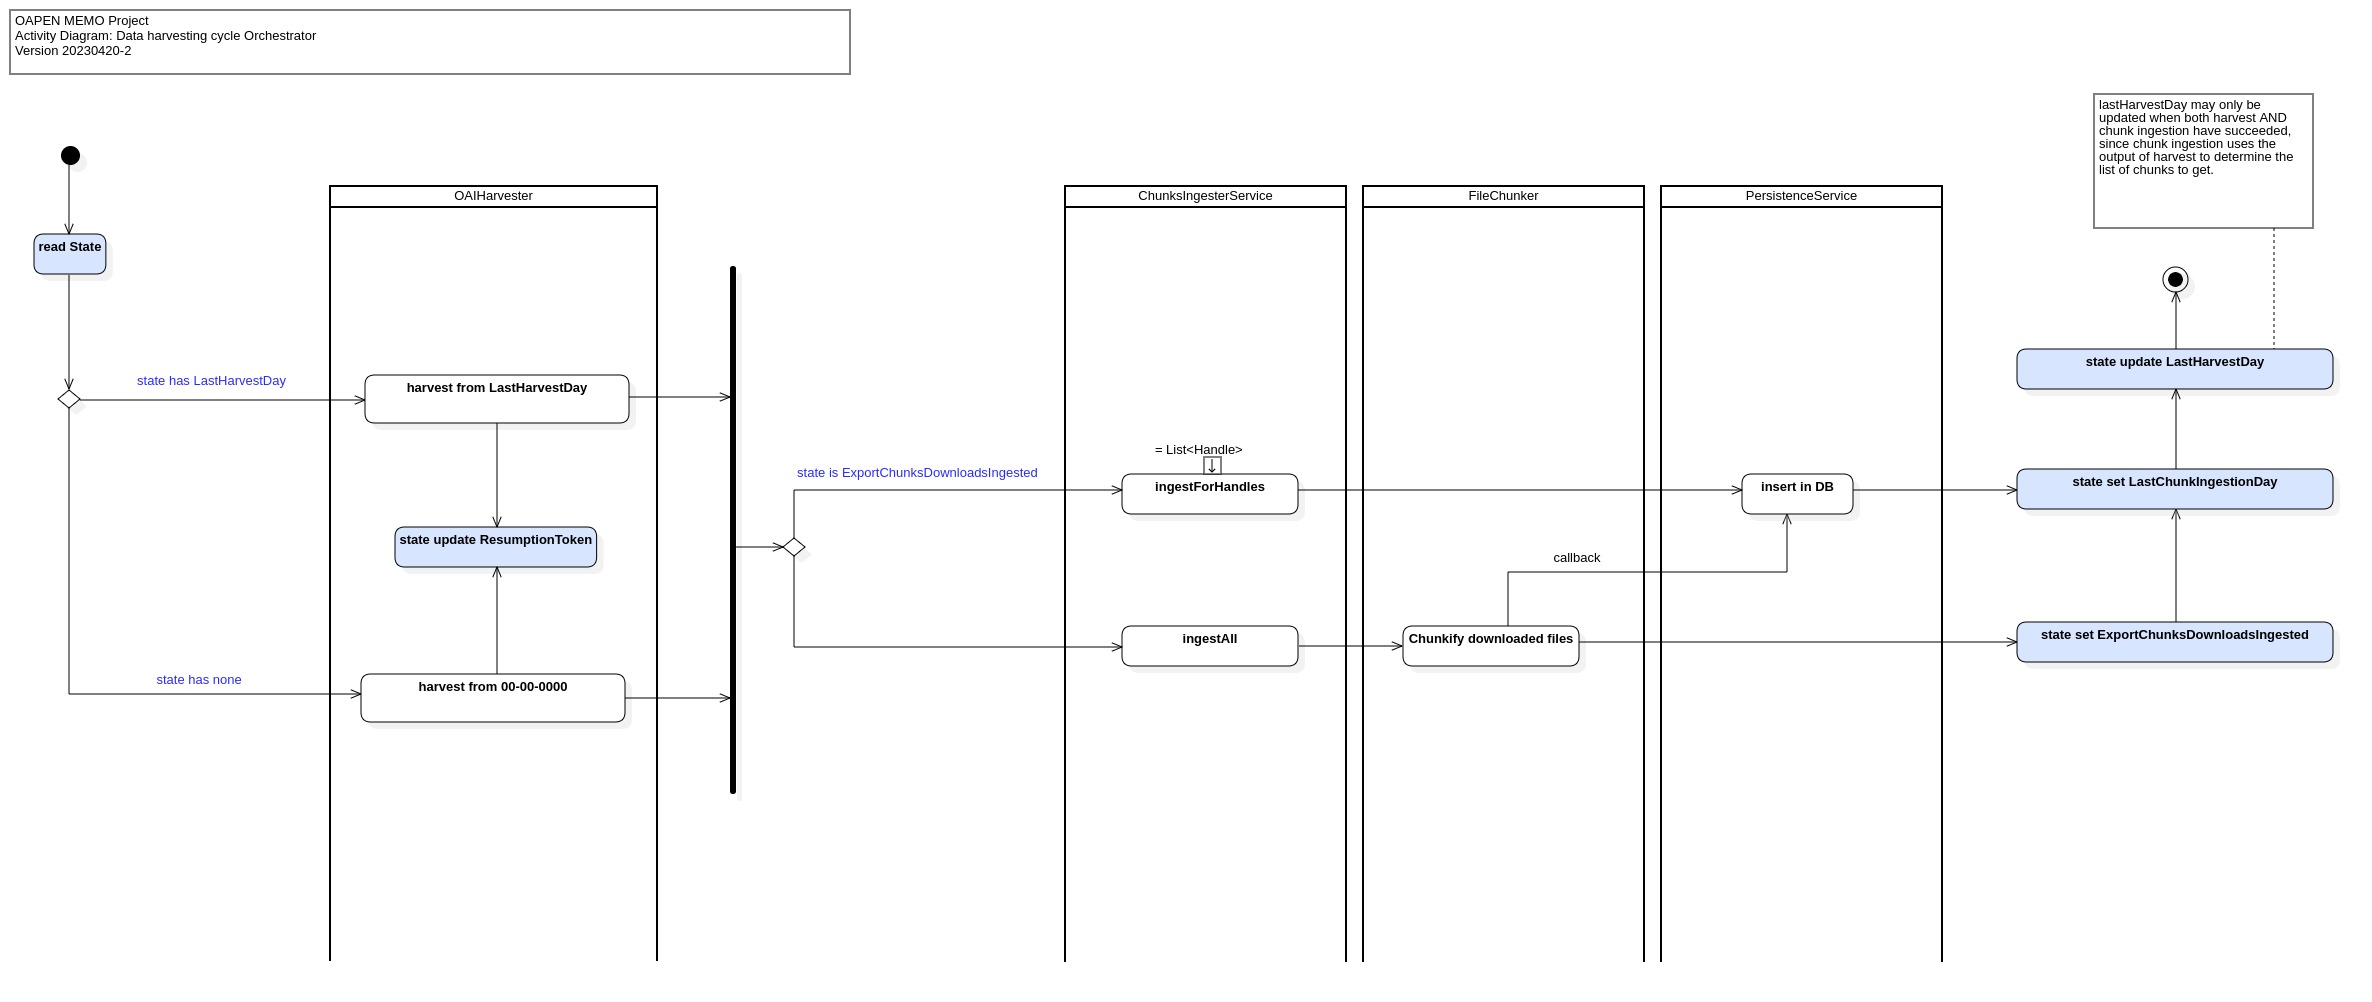 OAPEN MEMO Project
Activity Diagram: Data harvesting cycle Orchestrator
Version 20230420-2
lastHarvestDay may only be
updated when both harvest AND
chunk ingestion have succeeded,
since chunk ingestion uses the
output of harvest to determine the
list of chunks to get.
OAIHarvester
ChunksIngesterService
FileChunker
PersistenceService
read State
state has LastHarvestDay
harvest from LastHarvestDay
state update LastHarvestDay
= List<Handle>
state is ExportChunksDownloadsIngested
ingestForHandles
insert in DB
state set LastChunkIngestionDay
state update ResumptionToken
callback
ingestAll
Chunkify downloaded files
state set ExportChunksDownloadsIngested
state has none
harvest from 00-00-0000